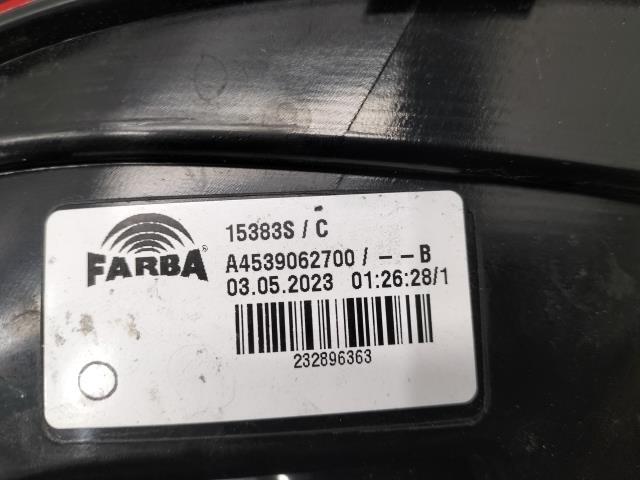 FARBA®
15383S / C
A4539062700 / – – B
03.05.2023 01:26:28/1
232896363